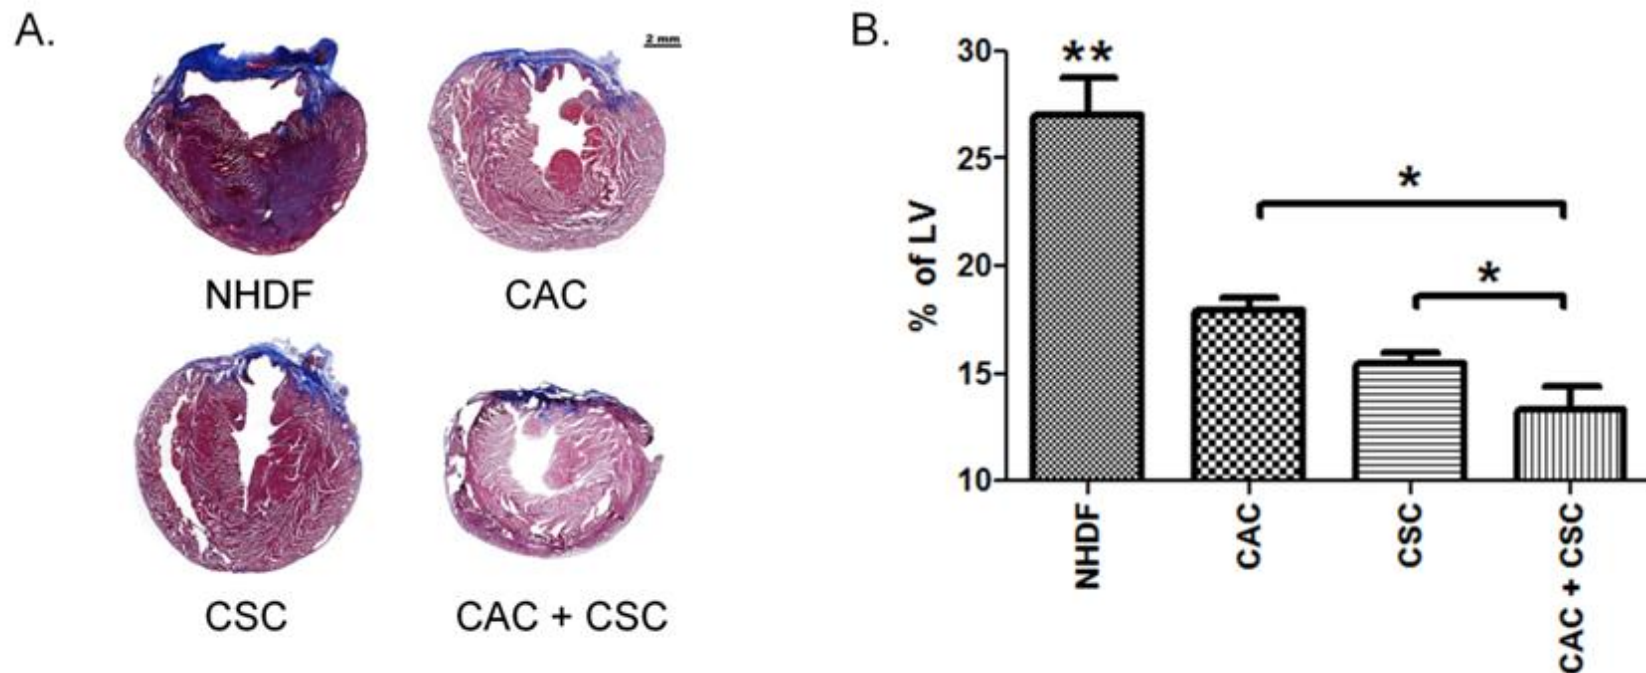 A.
2 mm
NHDF
CAC
CSC
CAC + CSC
B.
% of LV
30
25
20
15
10
**
*
*
NHDF
CAC
CSC
CAC + CSC